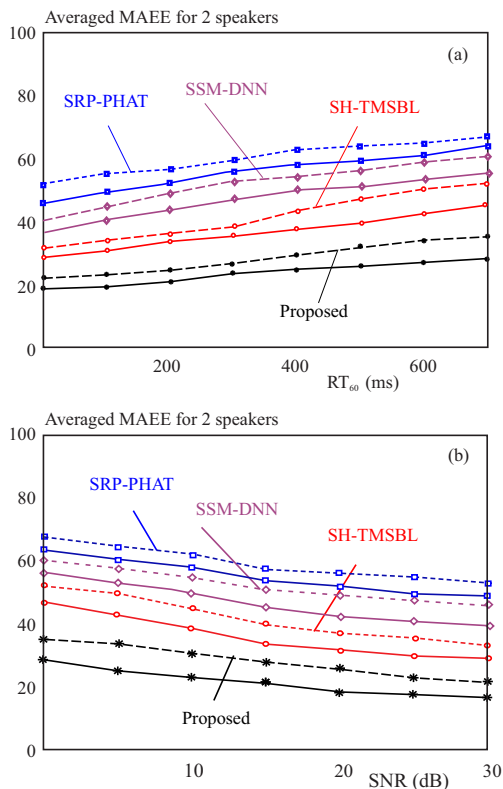 Averaged MAEE for 2 speakers
100
(a)
80
SRP-PHAT
SSM-DNN
SH-TMSBL
60
40
20
Proposed
0
200
400
600
RT₆₀ (ms)
Averaged MAEE for 2 speakers
100
(b)
80
SRP-PHAT
SSM-DNN
SH-TMSBL
60
40
20
Proposed
0
10
20
30
SNR (dB)